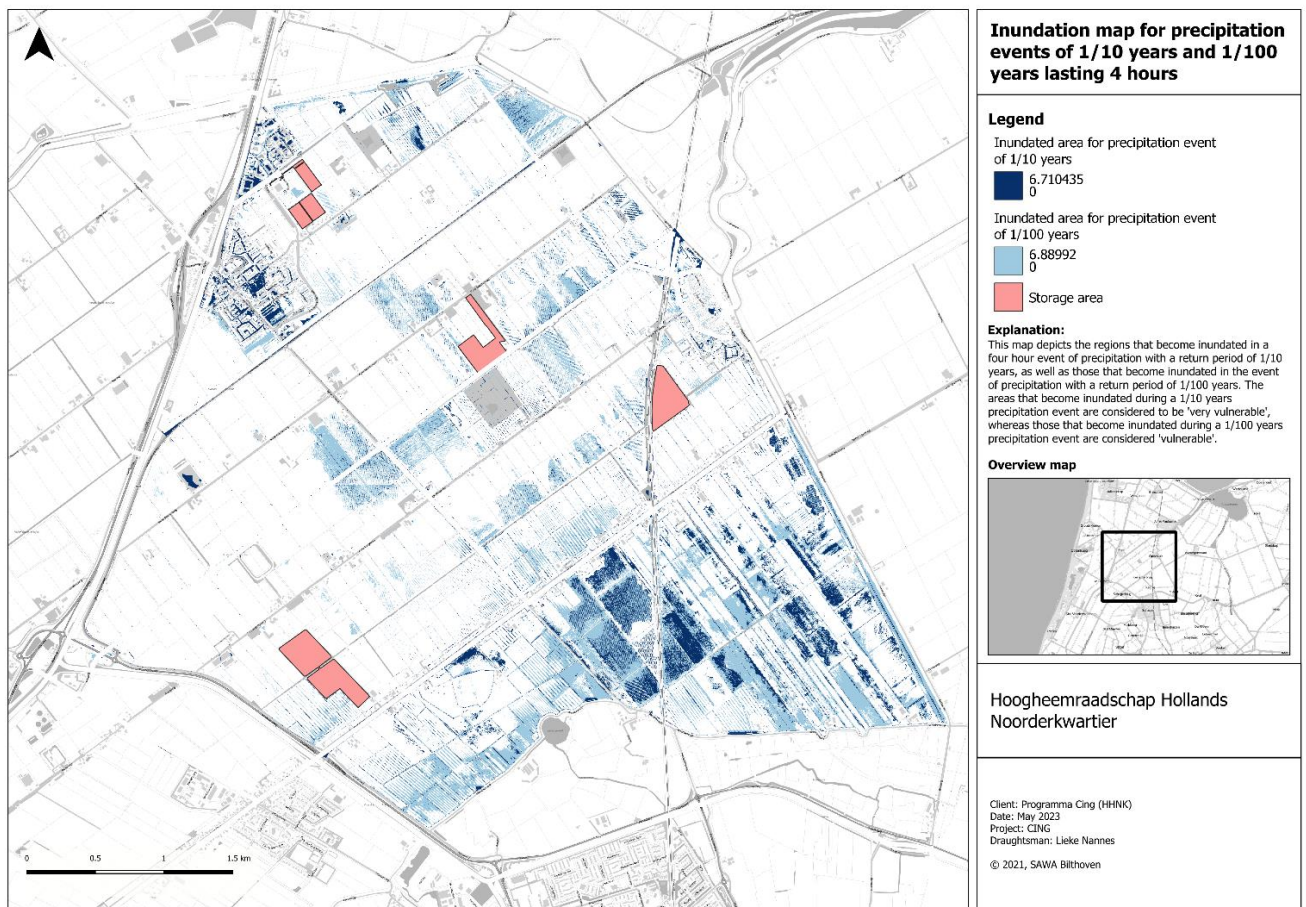 Inundation map for precipitation
events of 1/10 years and 1/100
years lasting 4 hours
Legend
Inundated area for precipitation event
of 1/10 years
6.710435
0
Inundated area for precipitation event
of 1/100 years
6.88992
0
Storage area
Explanation:
This map depicts the regions that become inundated in a
four hour event of precipitation with a return period of 1/10
years, as well as those that become inundated in the event
of precipitation with a return period of 1/100 years. The
areas that become inundated during a 1/10 years
precipitation event are considered to be 'very vulnerable',
whereas those that become inundated during a 1/100 years
precipitation event are considered 'vulnerable'.
Overview map
Hoogheemraadschap Hollands
Noorderkwartier
Client: Programma Cing (HHNK)
Date: May 2023
Project: CING
Draughtsman: Lieke Nannes
© 2021, SAWA Bilthoven
0 0.5 1 1.5 km